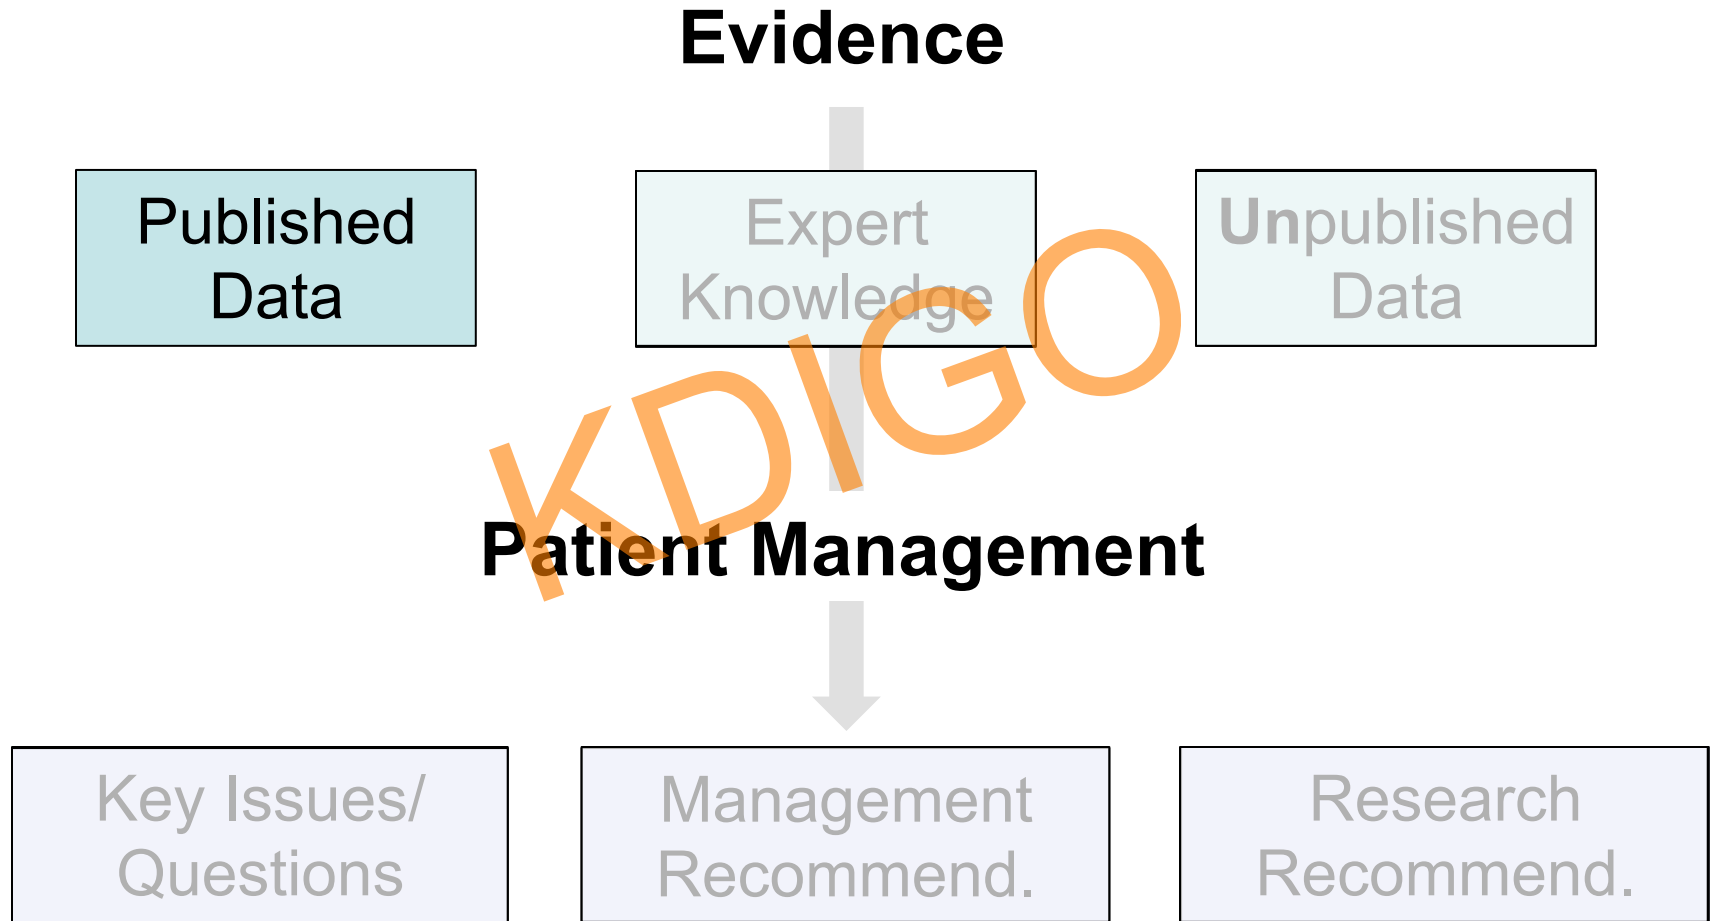 Evidence
Published
Data
Expert
Knowledge
Unpublished
Data
KDIGO
Patient Management
Key Issues/
Questions
Management
Recommend.
Research
Recommend.